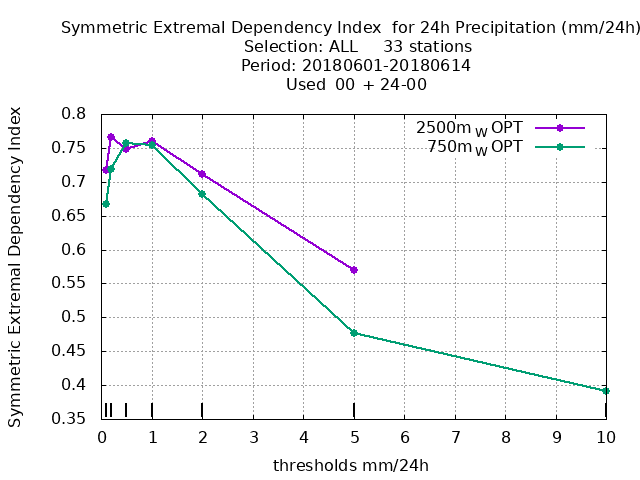 Symmetric Extremal Dependency Index  for 24h Precipitation (mm/24h)
Selection: ALL     33 stations
Period: 20180601-20180614
Used  00  + 24-00
2500m W OPT
750m W OPT
Symmetric Extremal Dependency Index
0.8
0.75
0.7
0.65
0.6
0.55
0.5
0.45
0.4
0.35
0 1 2 3 4 5 6 7 8 9 10
thresholds mm/24h